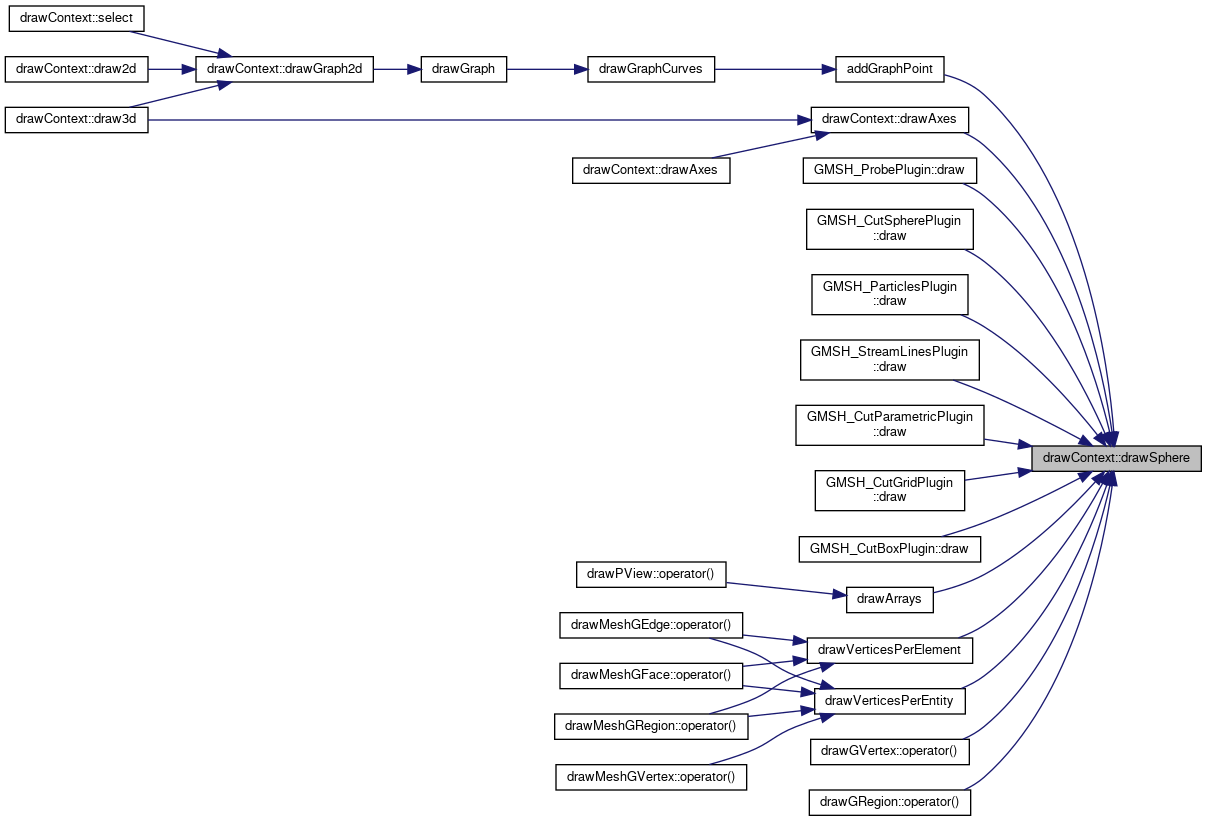 drawContext::select
drawContext::draw2d
drawContext::drawGraph2d
drawGraph
drawGraphCurves
addGraphPoint
drawContext::draw3d
drawContext::drawAxes
drawContext::drawAxes
GMSH_ProbePlugin::draw
GMSH_CutSpherePlugin
::draw
GMSH_ParticlesPlugin
::draw
GMSH_StreamLinesPlugin
::draw
GMSH_CutParametricPlugin
::draw
drawContext::drawSphere
GMSH_CutGridPlugin
::draw
GMSH_CutBoxPlugin::draw
drawPView::operator()
drawArrays
drawMeshGEdge::operator()
drawVerticesPerElement
drawMeshGFace::operator()
drawVerticesPerEntity
drawMeshGRegion::operator()
drawGVertex::operator()
drawMeshGVertex::operator()
drawGRegion::operator()